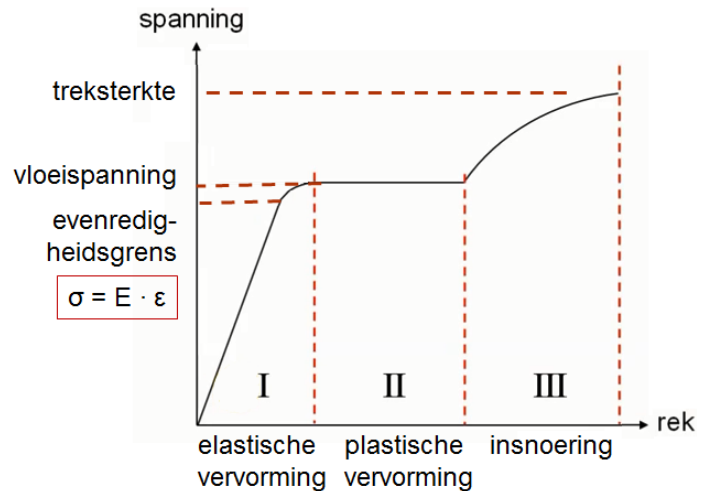 spanning
treksterkte
vloeispanning
evenredig-
heidsgrens
σ = E · ε
I
II
III
rek
elastische
vervorming
plastische
vervorming
insnoering